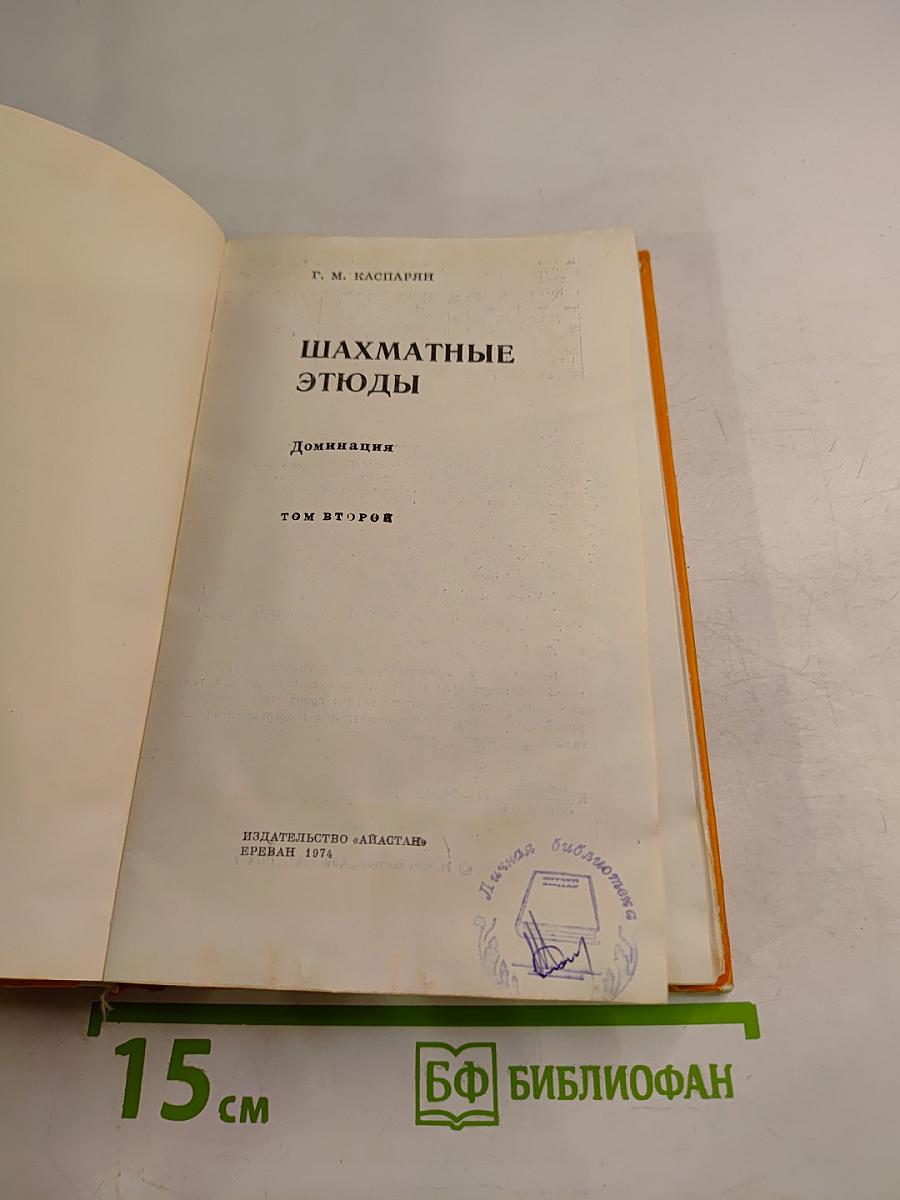 Г. М. КАСПАРЯН
ШАХМАТНЫЕ
ЭТЮДЫ
Доминация
ТОМ ВТОРОЙ
ИЗДАТЕЛЬСТВО «АЙАСТАН»
ЕРЕВАН 1974
Личная библиотека
15 см
БФ БИБЛИОФАН